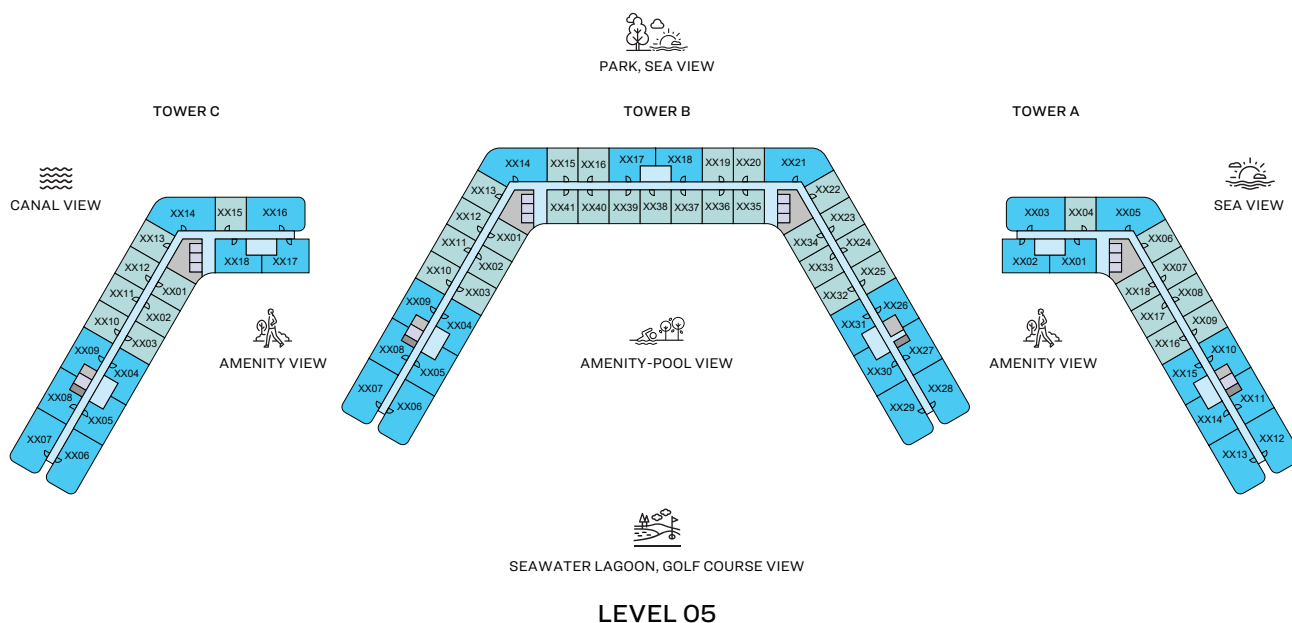 PARK, SEA VIEW
TOWER C
TOWER B
TOWER A
CANAL VIEW
SEA VIEW
XX14
XX15
XX16
XX13
XX12
XX11
XX10
XX09
XX08
XX07
XX01
XX02
XX03
XX04
XX05
XX06
XX18
XX17
XX14
XX15
XX16
XX17
XX18
XX19
XX20
XX21
XX13
XX12
XX11
XX10
XX09
XX08
XX07
XX01
XX02
XX03
XX04
XX05
XX06
XX41
XX40
XX39
XX38
XX37
XX36
XX35
XX22
XX23
XX24
XX25
XX26
XX27
XX28
XX34
XX33
XX32
XX31
XX30
XX29
XX03
XX04
XX05
XX02
XX01
XX06
XX07
XX08
XX09
XX10
XX11
XX12
XX18
XX17
XX16
XX15
XX14
XX13
AMENITY VIEW
AMENITY-POOL VIEW
AMENITY VIEW
SEAWATER LAGOON, GOLF COURSE VIEW
LEVEL 05